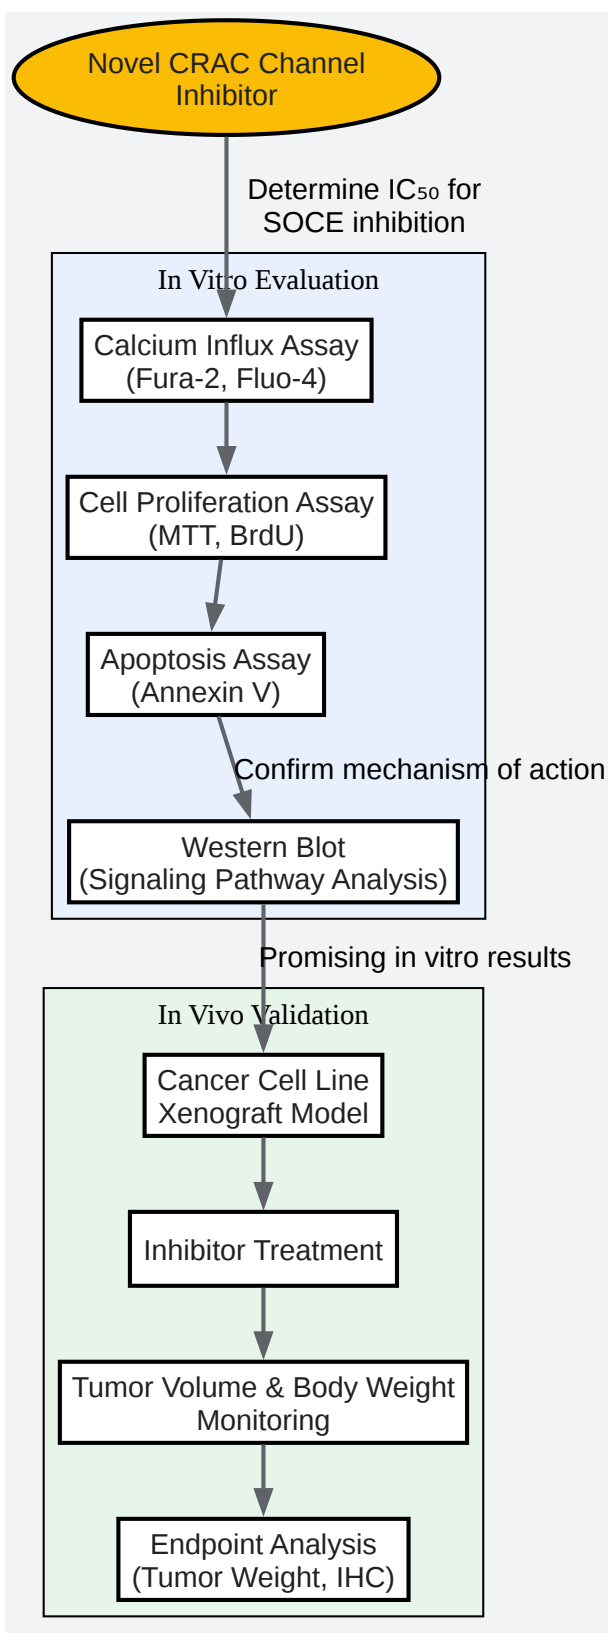 Novel CRAC Channel
Inhibitor
Determine IC₅₀ for
SOCE inhibition
In Vitro Evaluation
Calcium Influx Assay
(Fura-2, Fluo-4)
Cell Proliferation Assay
(MTT, BrdU)
Apoptosis Assay
(Annexin V)
Confirm mechanism of action
Western Blot
(Signaling Pathway Analysis)
Promising in vitro results
In Vivo Validation
Cancer Cell Line
Xenograft Model
Inhibitor Treatment
Tumor Volume & Body Weight
Monitoring
Endpoint Analysis
(Tumor Weight, IHC)